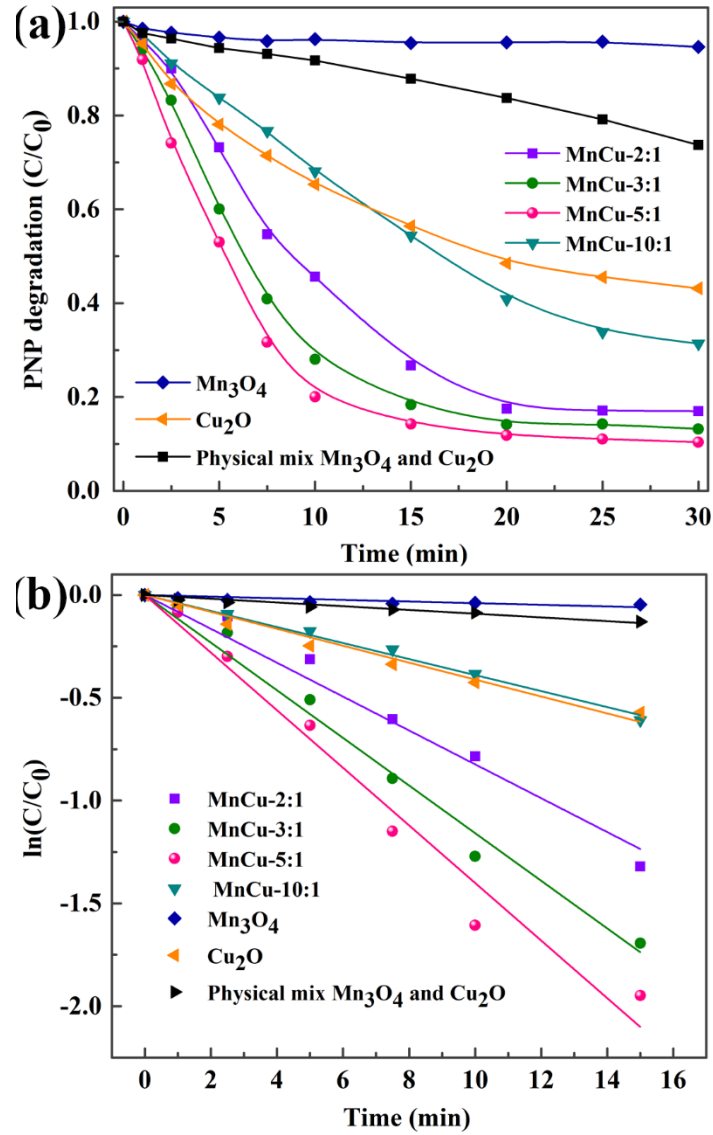 (a)
1.0
0.8
0.6
0.4
0.2
0.0
PNP degradation (C/C₀)
MnCu-2:1
MnCu-3:1
MnCu-5:1
MnCu-10:1
Mn₃O₄
Cu₂O
Physical mix Mn₃O₄ and Cu₂O
0 5 10 15 20 25 30
Time (min)
(b)
0.0
-0.5
-1.0
-1.5
-2.0
ln(C/C₀)
MnCu-2:1
MnCu-3:1
MnCu-5:1
MnCu-10:1
Mn₃O₄
Cu₂O
Physical mix Mn₃O₄ and Cu₂O
0 2 4 6 8 10 12 14 16
Time (min)